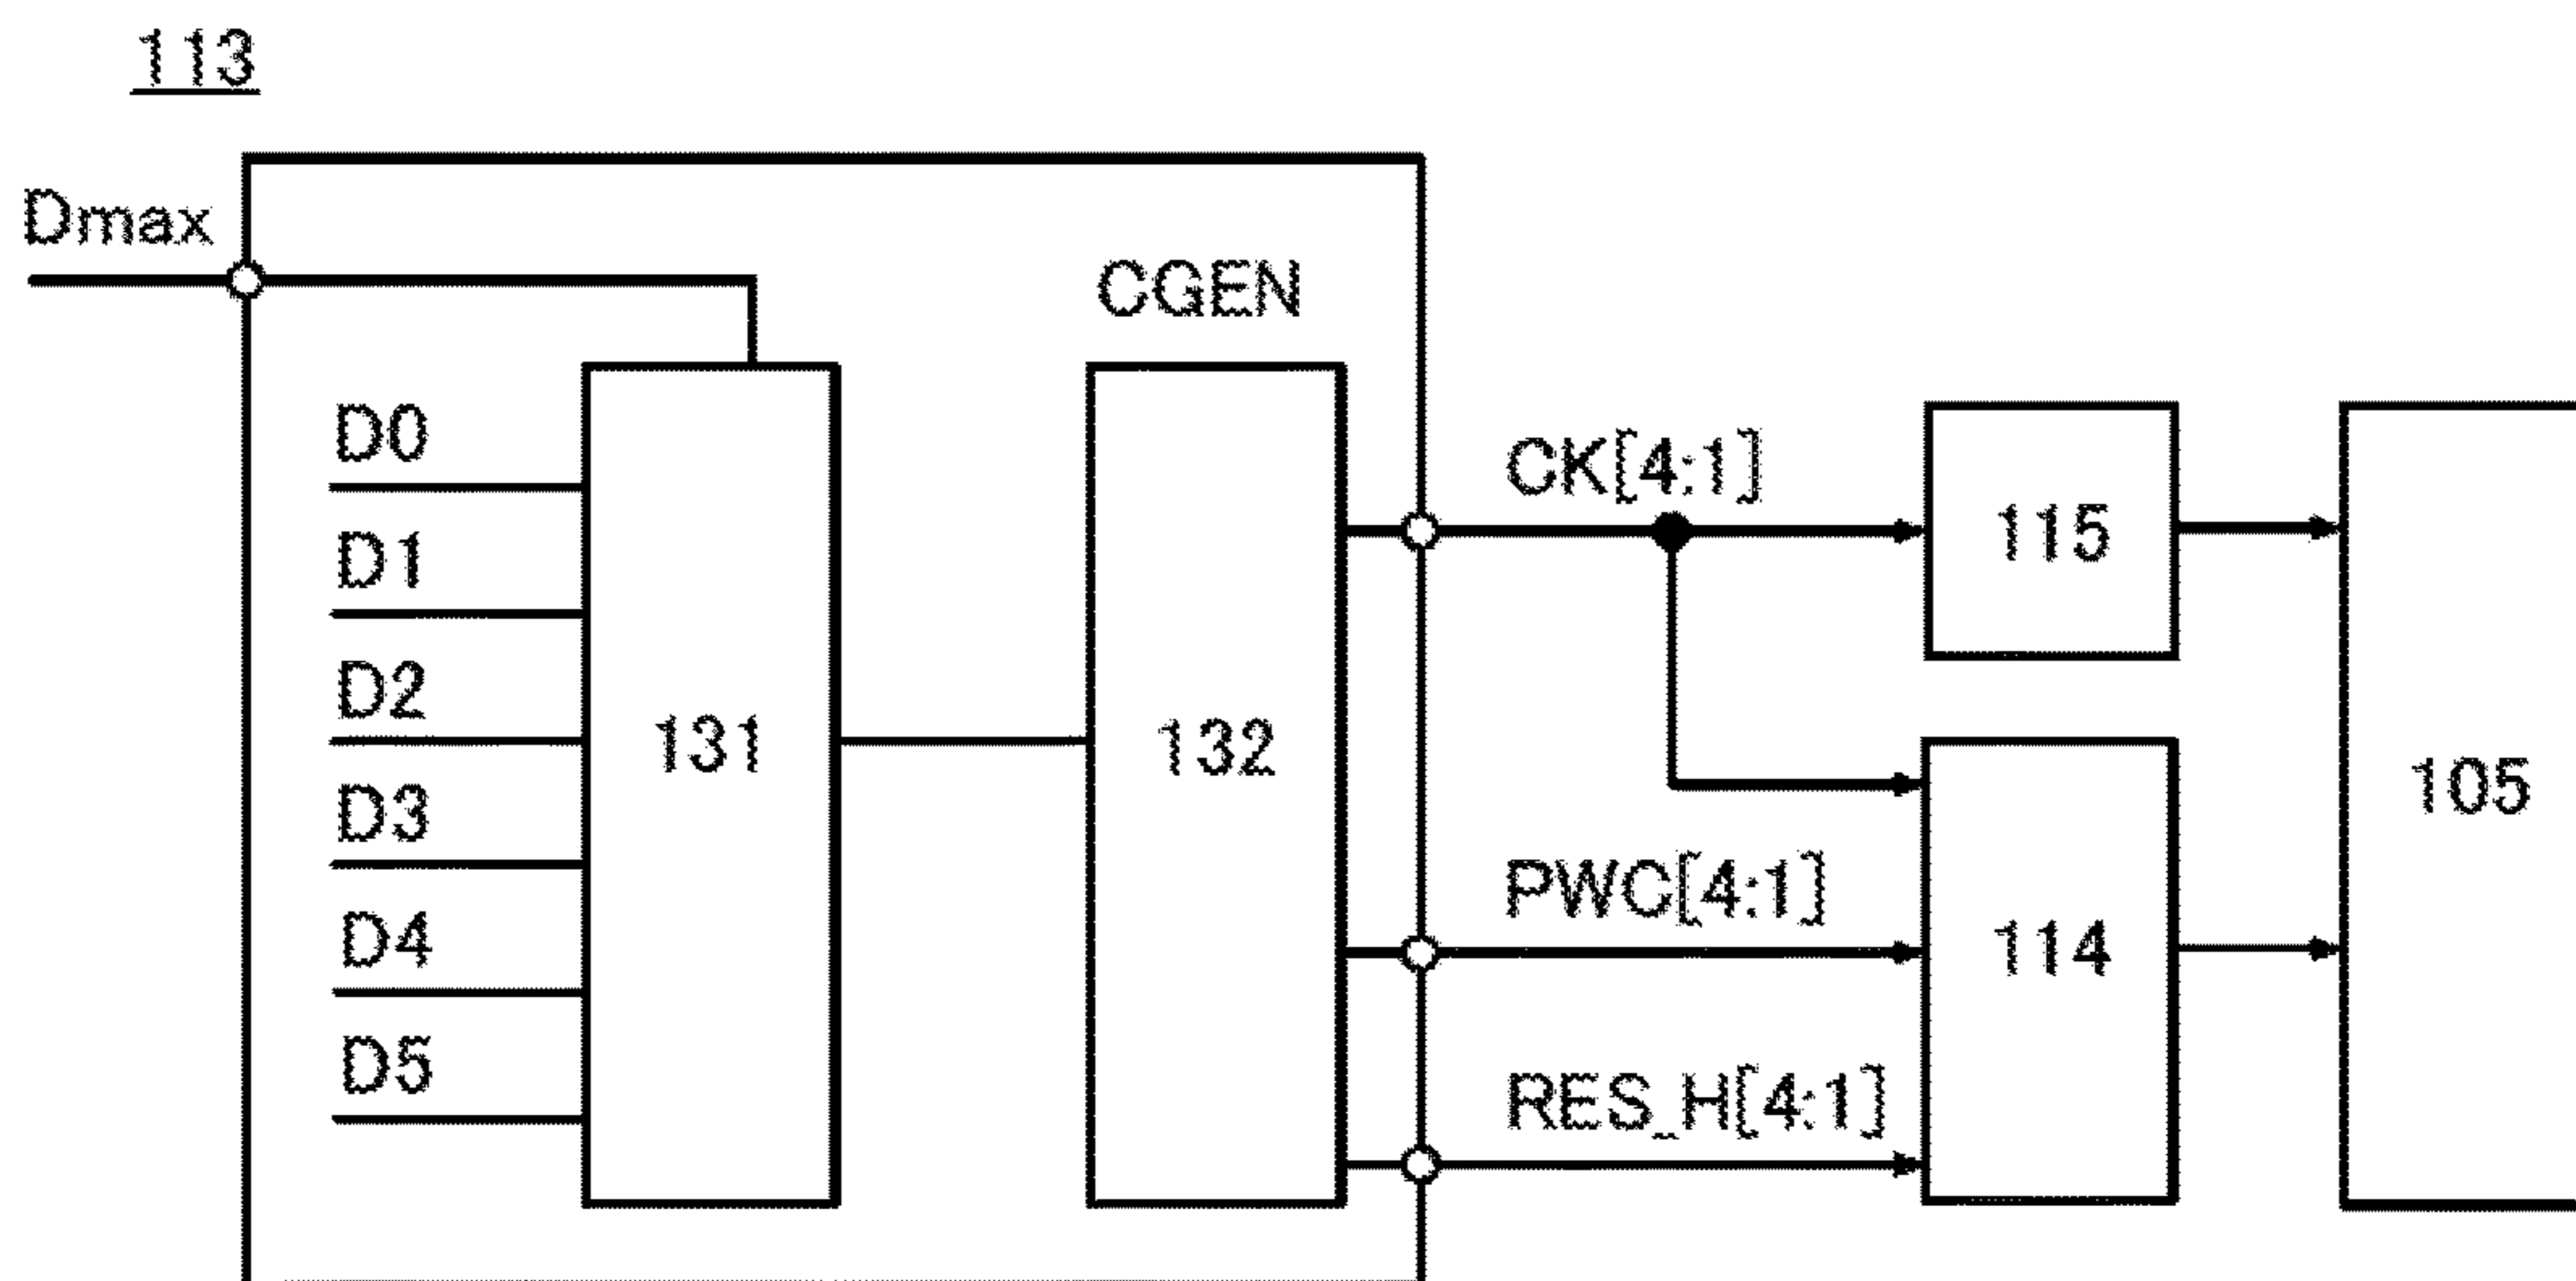 113
Dmax
CGEN
D0
D1
D2
D3
D4
D5
131
132
CK[4:1]
PWC[4:1]
RES_H[4:1]
115
114
105